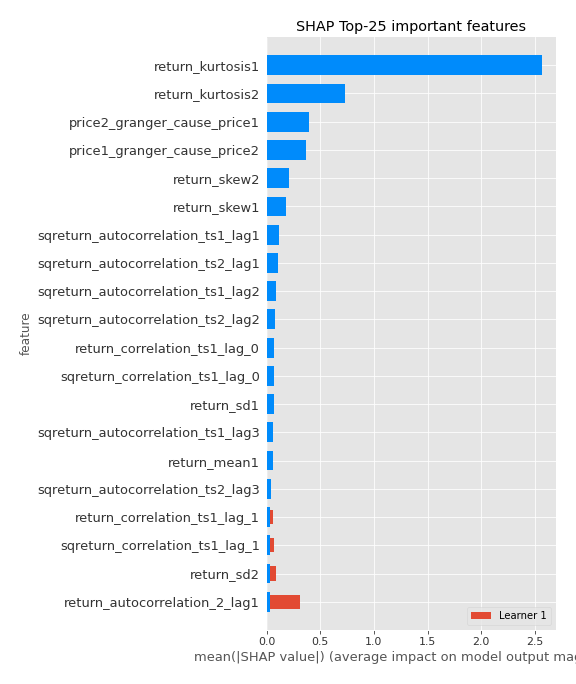 SHAP Top-25 important features
return_kurtosis1
return_kurtosis2
price2_granger_cause_price1
price1_granger_cause_price2
return_skew2
return_skew1
sqreturn_autocorrelation_ts1_lag1
sqreturn_autocorrelation_ts2_lag1
sqreturn_autocorrelation_ts1_lag2
sqreturn_autocorrelation_ts2_lag2
return_correlation_ts1_lag_0
sqreturn_correlation_ts1_lag_0
return_sd1
sqreturn_autocorrelation_ts1_lag3
return_mean1
sqreturn_autocorrelation_ts2_lag3
return_correlation_ts1_lag_1
sqreturn_correlation_ts1_lag_1
return_sd2
return_autocorrelation_2_lag1
feature
Learner 1
0.0 0.5 1.0 1.5 2.0 2.5
mean(|SHAP value|) (average impact on model output mag